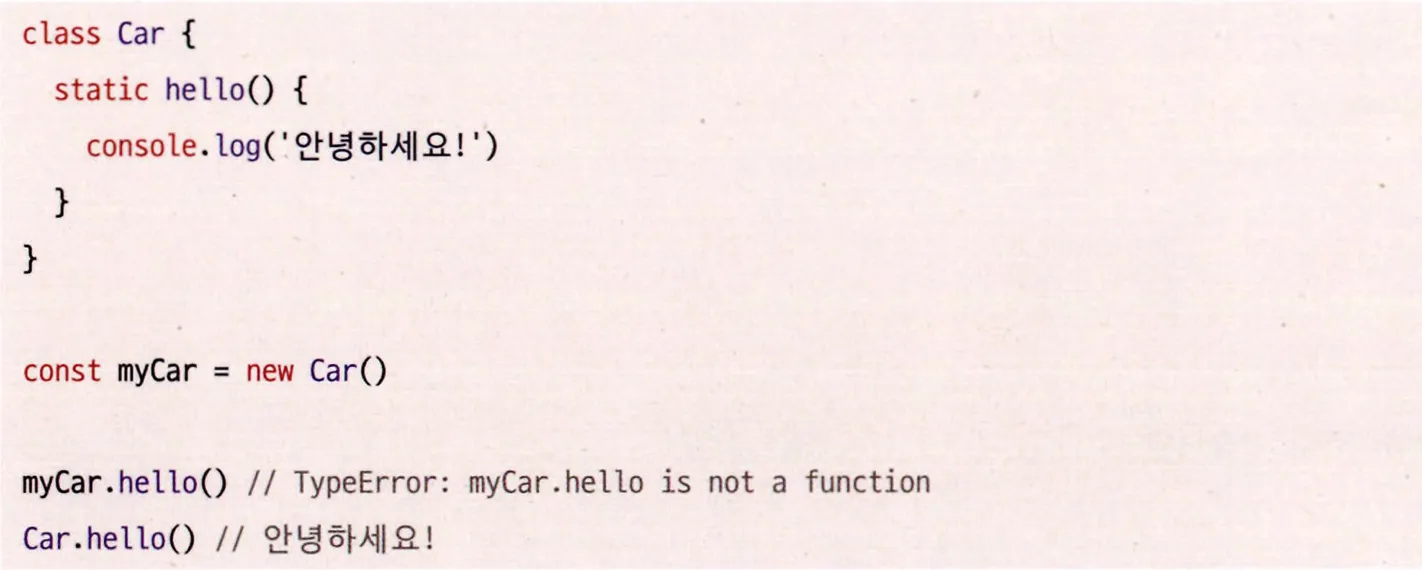 class Car {
  static hello() {
    console.log('안녕하세요!')
  }
}
const myCar = new Car()
myCar.hello() // TypeError: myCar.hello is not a function
Car.hello() // 안녕하세요!